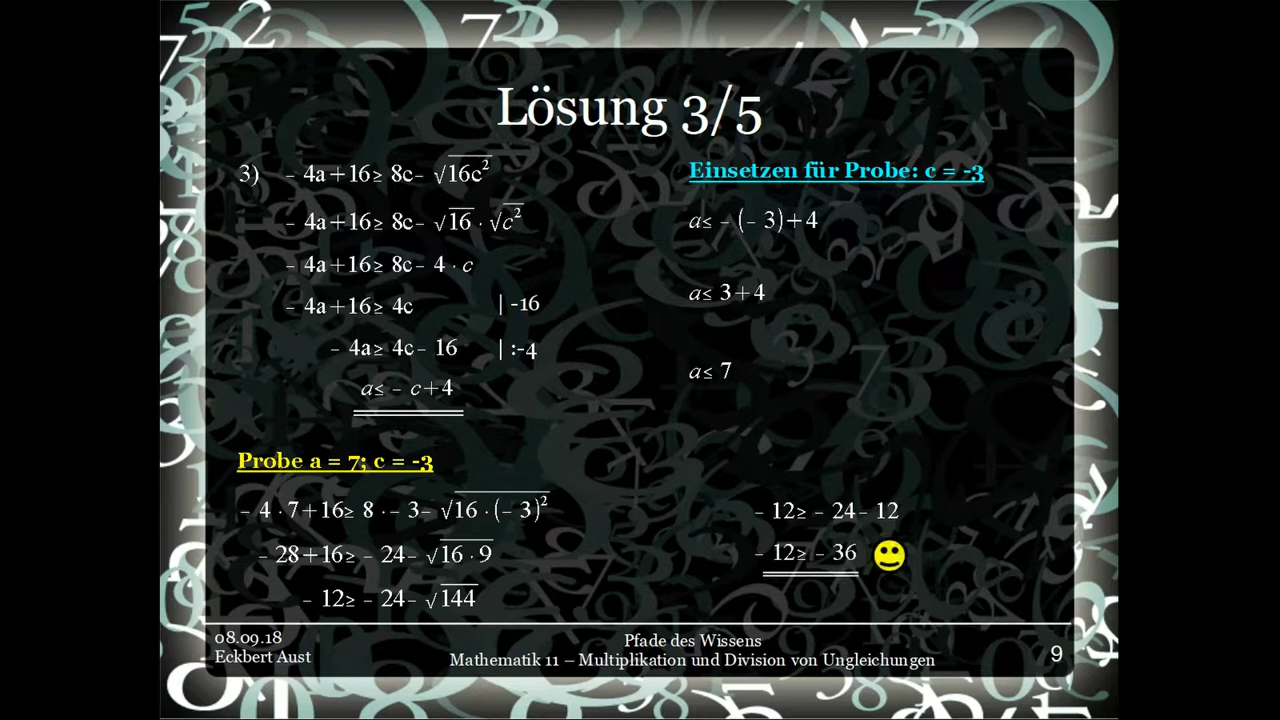 Lösung 3/5
3) - 4a+16≥ 8c- √16c²
- 4a+16≥ 8c- √16 · √c²
- 4a+16≥ 8c- 4 · c
- 4a+16≥ 4c | -16
- 4a≥ 4c- 16 | :-4
a≤ - c+4
Einsetzen für Probe: c = -3
a≤ - (- 3)+4
a≤ 3+4
a≤ 7
Probe a = 7; c = -3
- 4 · 7+16≥ 8 · - 3- √16 · (- 3)²
- 28+16≥ - 24- √16 · 9
- 12≥ - 24- √144
- 12≥ - 24- 12
- 12≥ - 36
08.09.18
Eckbert Aust
Pfade des Wissens
Mathematik 11 – Multiplikation und Division von Ungleichungen
9